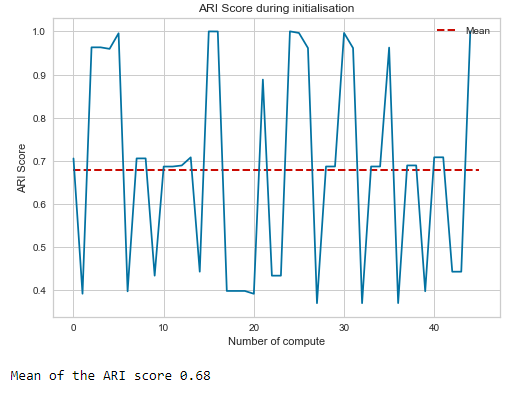 ARI Score during initialisation
Mean
1.0
0.9
0.8
0.7
0.6
0.5
0.4
ARI Score
0
10
20
30
40
Number of compute
Mean of the ARI score 0.68